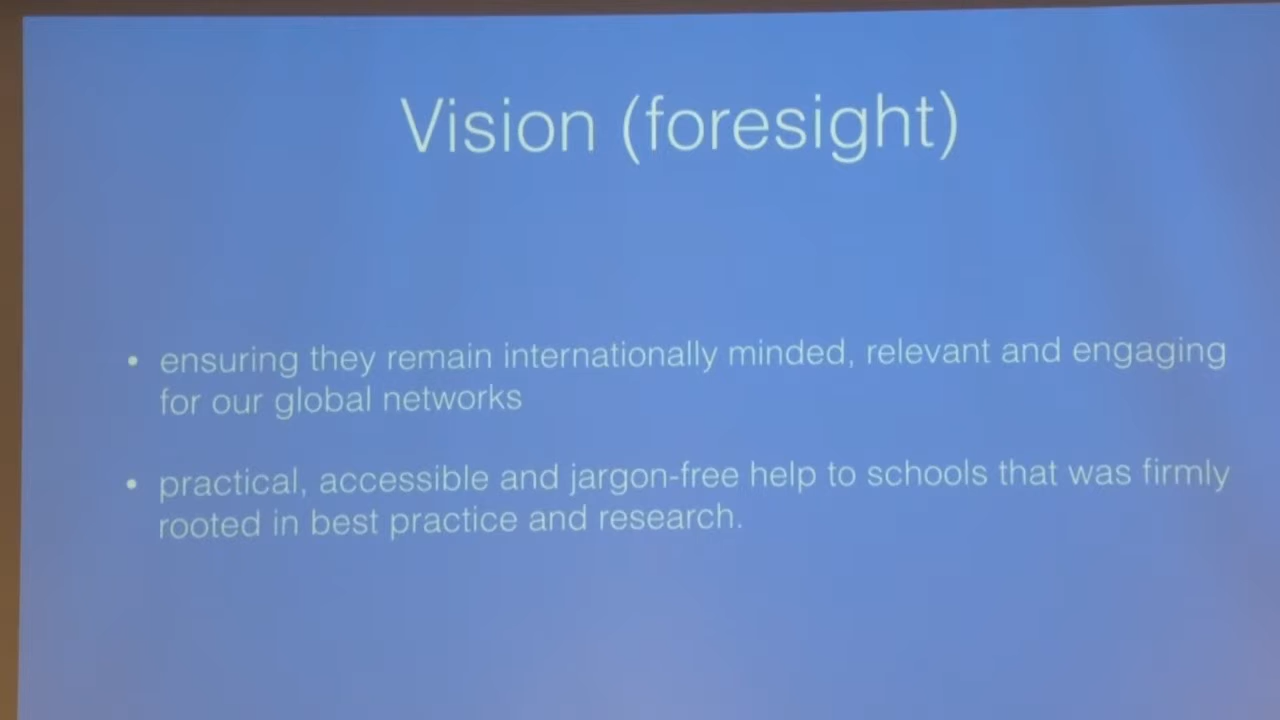 Vision (foresight)
• ensuring they remain internationally minded, relevant and engaging
for our global networks
• practical, accessible and jargon-free help to schools that was firmly
rooted in best practice and research.